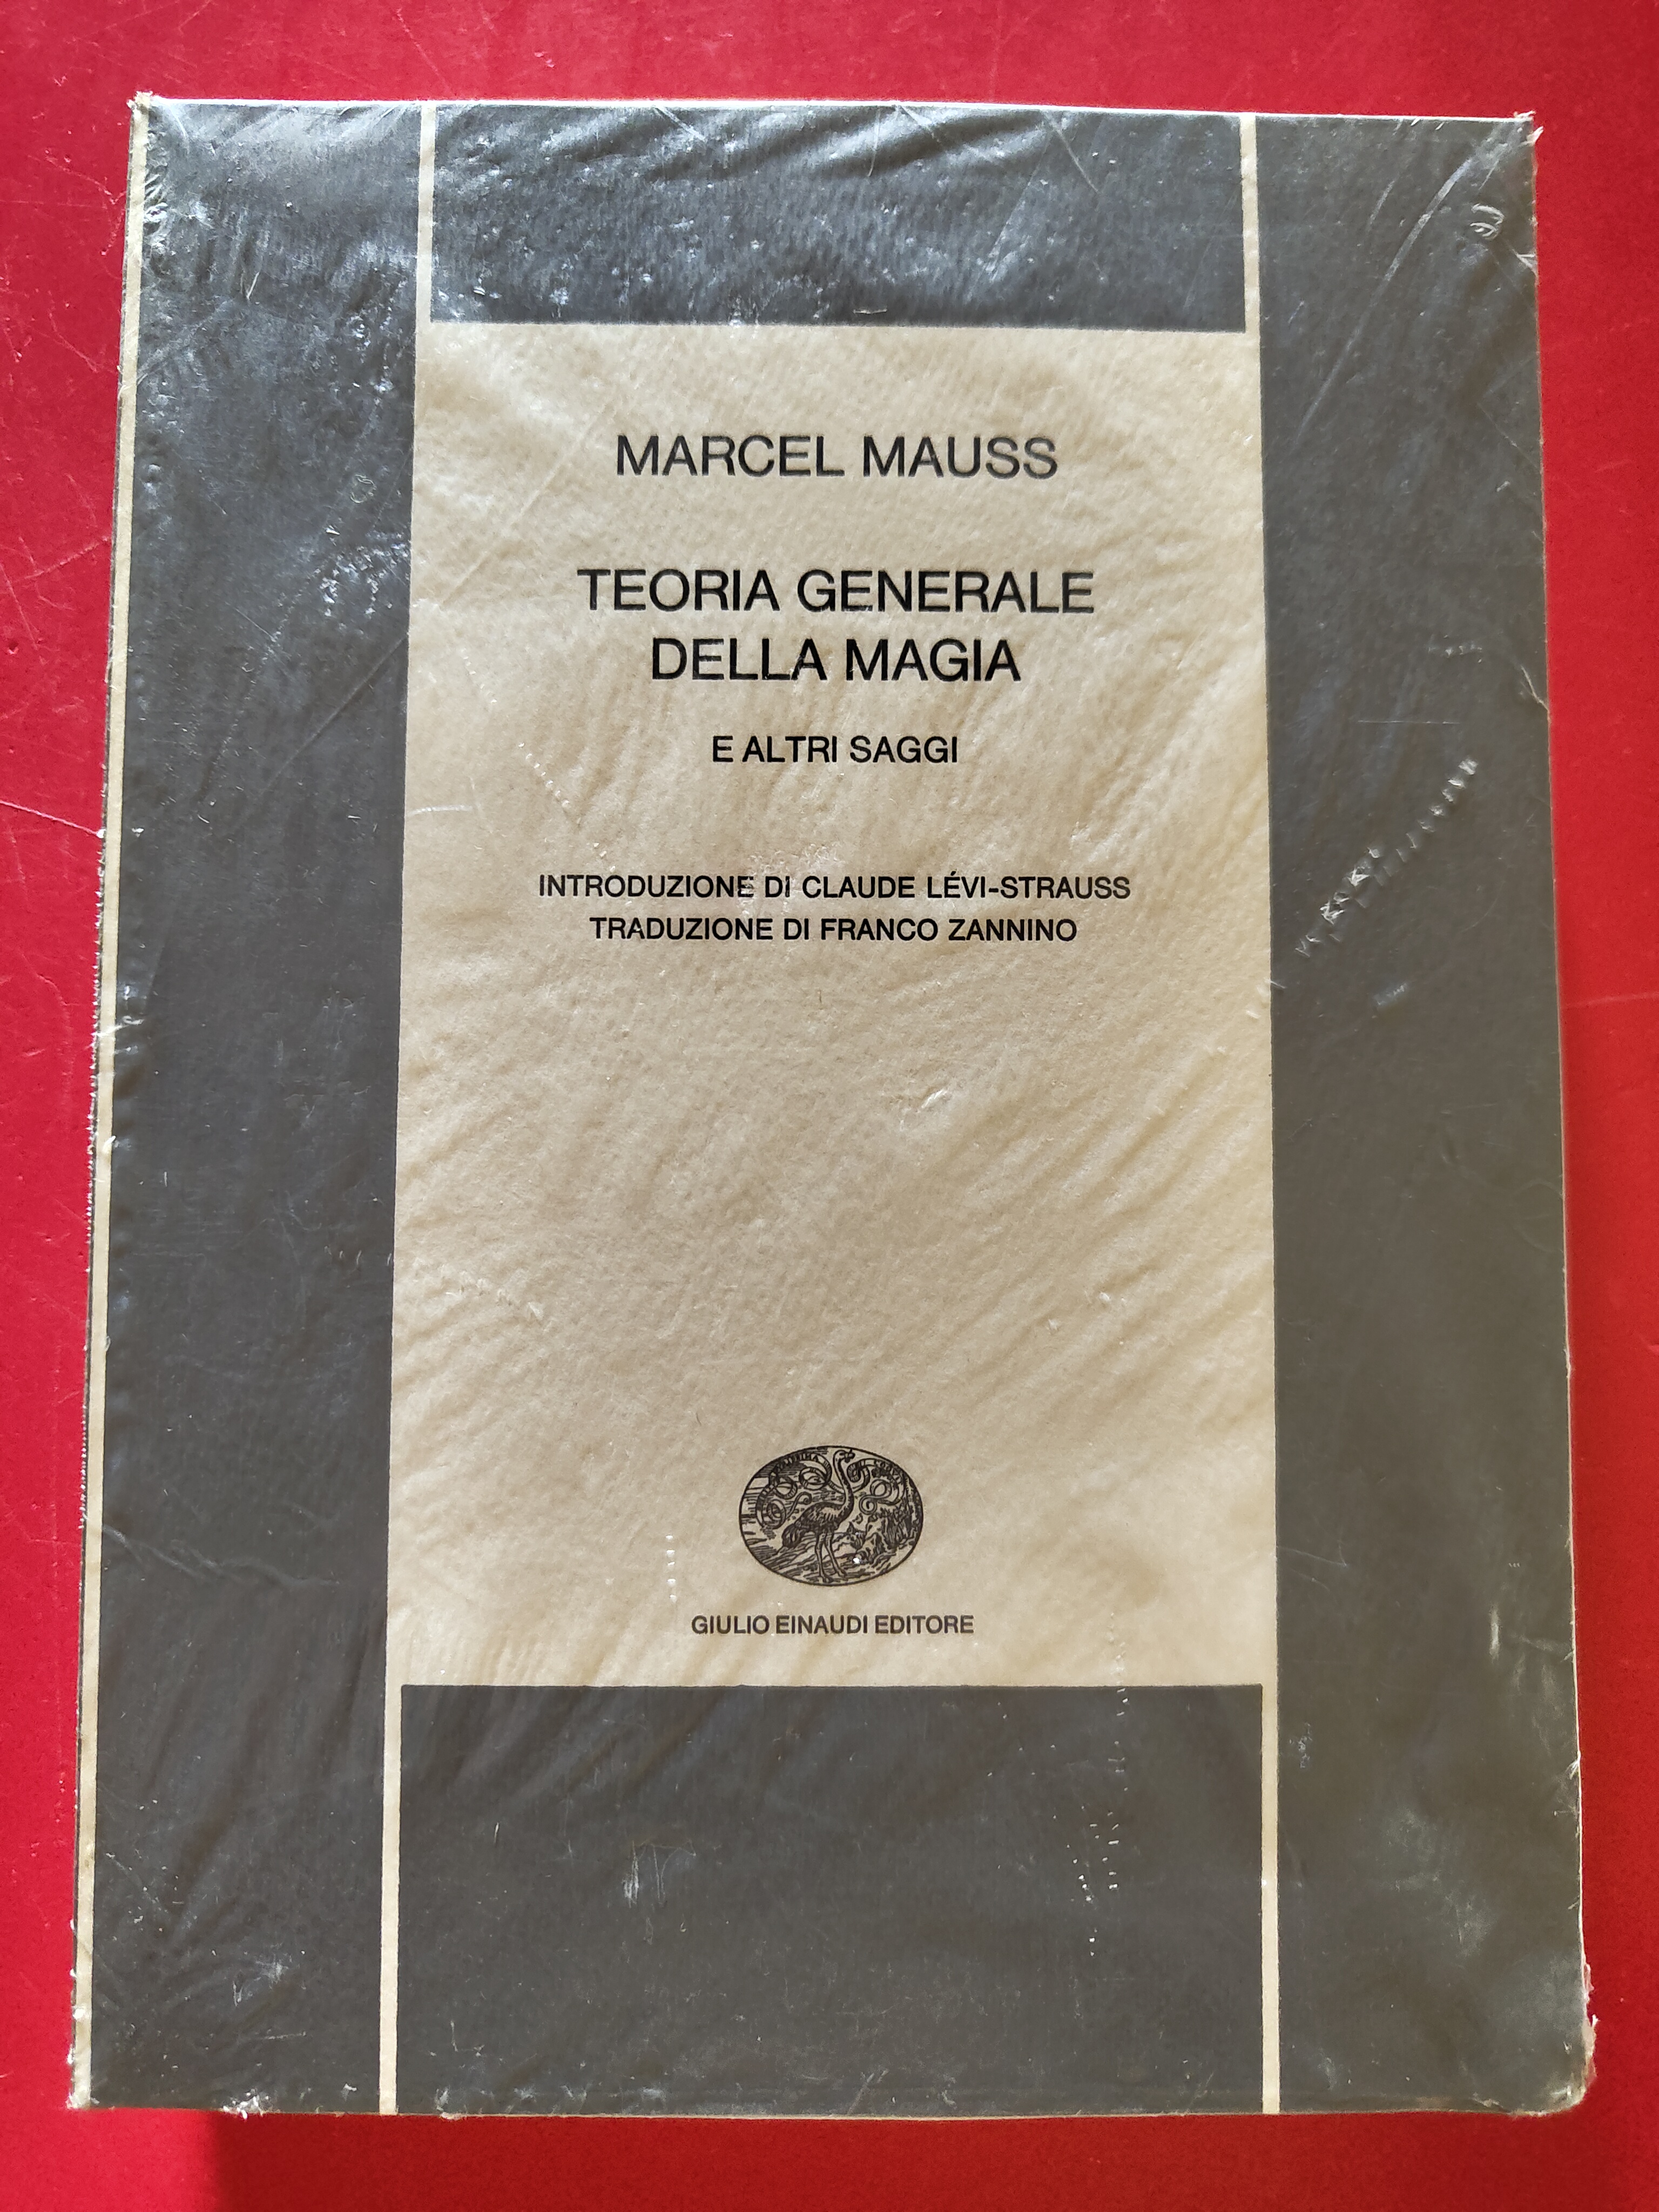 MARCEL MAUSS
TEORIA GENERALE
DELLA MAGIA
E ALTRI SAGGI
INTRODUZIONE DI CLAUDE LÉVI-STRAUSS
TRADUZIONE DI FRANCO ZANNINO
GIULIO EINAUDI EDITORE